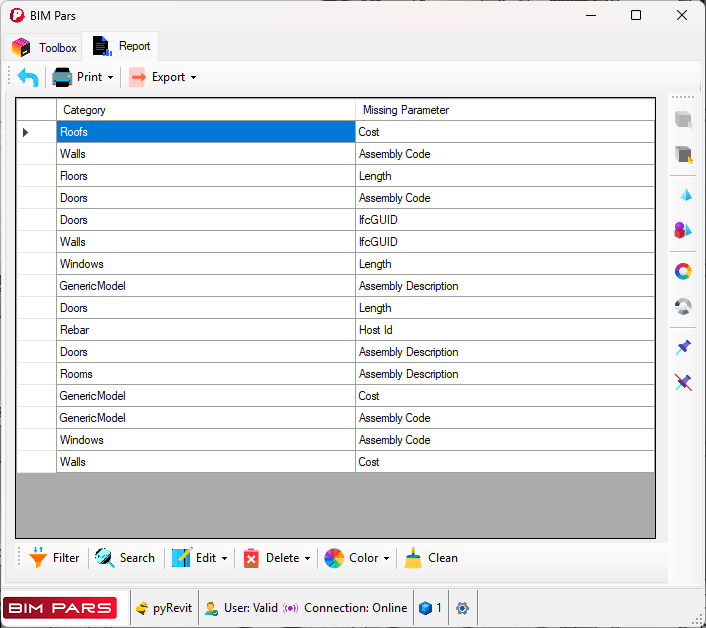 BIM Pars
Toolbox Report
Print Export
Category Missing Parameter
Roofs Cost
Walls Assembly Code
Floors Length
Doors Assembly Code
Doors IfcGUID
Walls IfcGUID
Windows Length
GenericModel Assembly Description
Doors Length
Rebar Host Id
Doors Assembly Description
Rooms Assembly Description
GenericModel Cost
GenericModel Assembly Code
Windows Assembly Code
Walls Cost
Filter Search Edit Delete Color Clean
BIM PARS pyRevit User: Valid Connection: Online 1